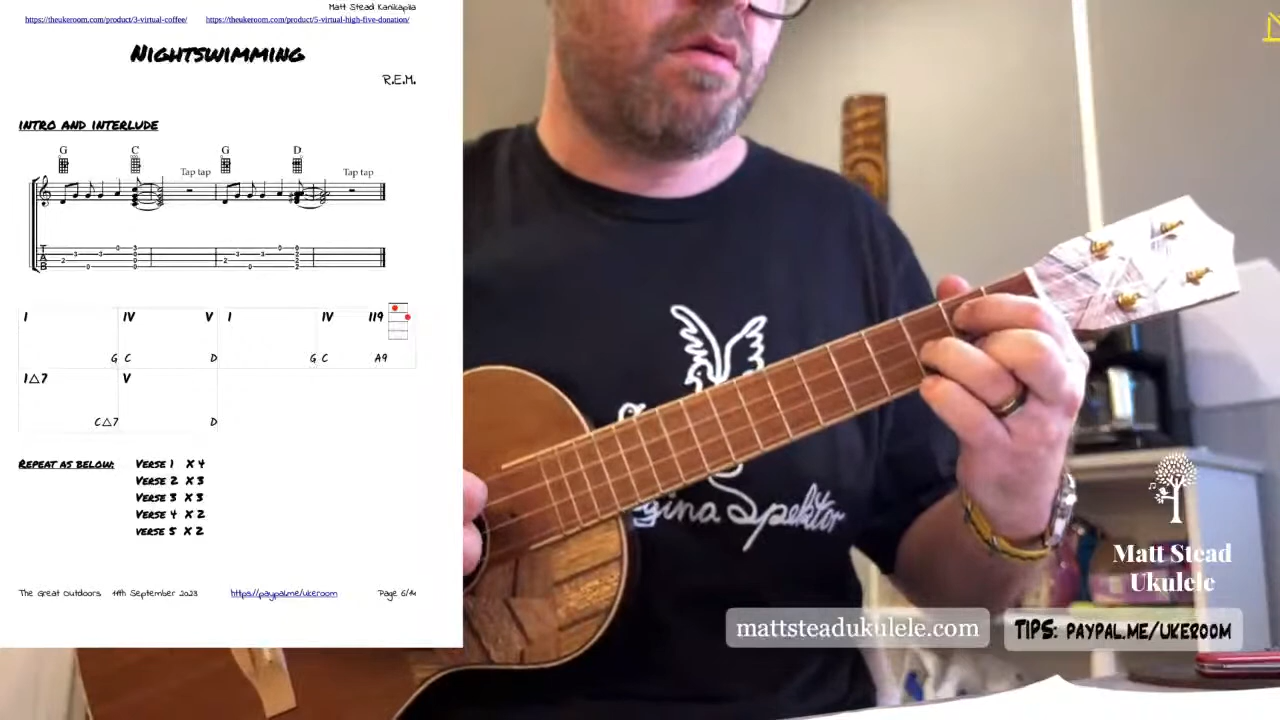 Matt Stead Kanikapila
https://theukeroom.com/product/3-virtual-coffee/ https://theukeroom.com/product/5-virtual-high-five-donation/
Nightswimming
R.E.M.
INTRO AND INTERLUDE
G C G D
Tap tap Tap tap
I IV V I IV II9
G C D G C A9
I△7 V
C△7 D
REPEAT AS BELOW: VERSE 1 X 4
VERSE 2 X 3
VERSE 3 X 3
VERSE 4 X 2
VERSE 5 X 2
The Great Outdoors 14th September 2023 https://paypal.me/ukeroom
gina Spektor
Matt Stead
Ukulele
mattsteadukulele.com
TIPS: PAYPAL.ME/UKEROOM